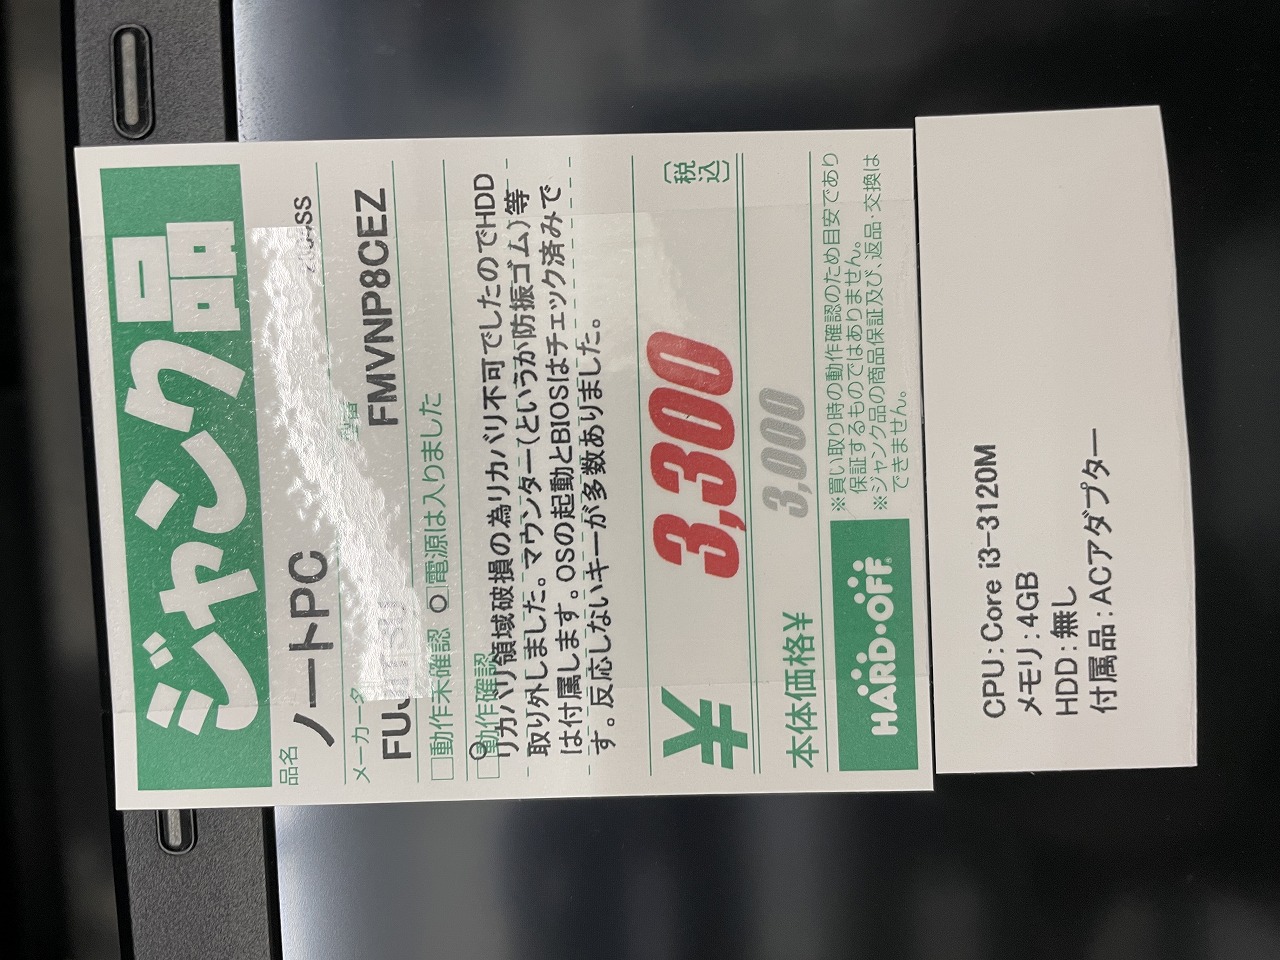 ジャンク品
品名
ノートPC
メーカー
型番
FMVNP8CEZ
□動作未確認 ○□電源は入りました
○□動作確認
リカバリ領域破損の為リカバリ不可でしたのでHDD
取り外しました。マウンター(というか防振ゴム)等
は付属します。OSの起動とBIOSはチェック済みで
す。反応しないキーが多数ありました。
¥ 3,300 (税込)
本体価格¥ 3,000
HARD・OFF
※買い取り時の動作確認のため目安であり
保証するものではありません。
※ジャンク品の商品保証及び、返品・交換は
できません。
CPU：Core i3-3120M
メモリ：4GB
HDD：無し
付属品：ACアダプター